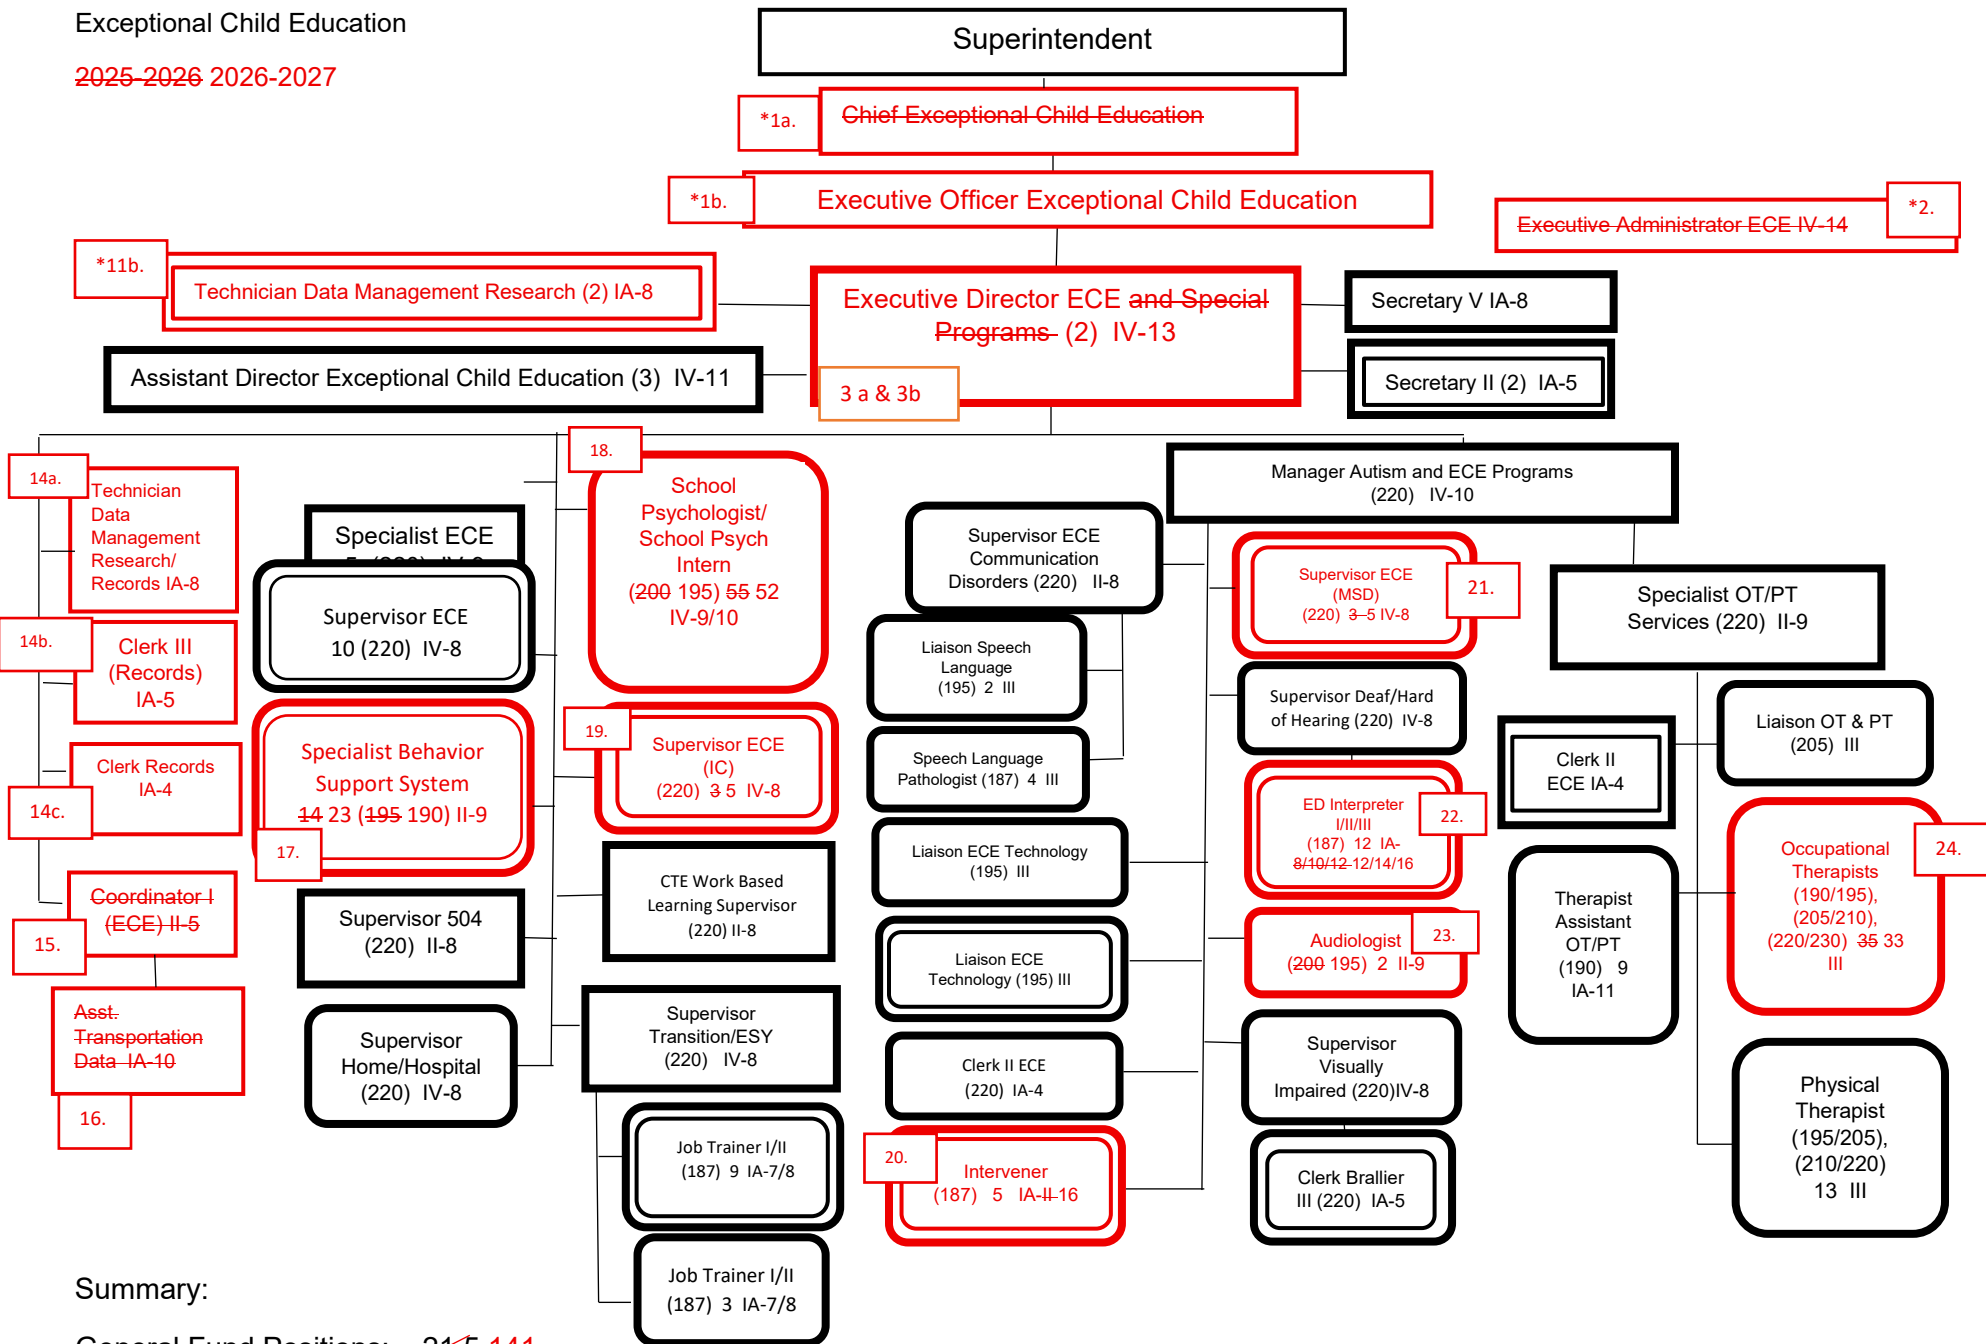 Exceptional Child Education
2025-2026 2026-2027
Superintendent
*1a.
Chief Exceptional Child Education
*1b.
Executive Officer Exceptional Child Education
*2.
Executive Administrator ECE IV-14
*11b.
Technician Data Management Research (2) IA-8
Executive Director ECE and Special
Programs (2) IV-13
3 a & 3b
Secretary V IA-8
Secretary II (2) IA-5
Assistant Director Exceptional Child Education (3) IV-11
14a.
Technician
Data
Management
Research/
Records IA-8
14b.
Clerk III
(Records)
IA-5
Clerk Records
IA-4
14c.
Coordinator I
(ECE) II-5
15.
Asst.
Transportation
Data IA-10
16.
Specialist ECE
Supervisor ECE
10 (220) IV-8
Specialist Behavior
Support System
14 23 (195 190) II-9
17.
Supervisor 504
(220) II-8
Supervisor
Home/Hospital
(220) IV-8
18.
School
Psychologist/
School Psych
Intern
(200 195) 55 52
IV-9/10
19.
Supervisor ECE
(IC)
(220) 3 5 IV-8
CTE Work Based
Learning Supervisor
(220) II-8
Supervisor
Transition/ESY
(220) IV-8
Job Trainer I/II
(187) 9 IA-7/8
Job Trainer I/II
(187) 3 IA-7/8
Manager Autism and ECE Programs
(220) IV-10
Supervisor ECE
Communication
Disorders (220) II-8
Liaison Speech
Language
(195) 2 III
Speech Language
Pathologist (187) 4 III
Liaison ECE Technology
(195) III
Liaison ECE
Technology (195) III
Clerk II ECE
(220) IA-4
20.
Intervener
(187) 5 IA-II-16
Supervisor ECE
(MSD)
(220) 3 5 IV-8
21.
Supervisor Deaf/Hard
of Hearing (220) IV-8
ED Interpreter
I/II/III
(187) 12 IA-
8/10/12-12/14/16
22.
Audiologist
(200 195) 2 II-9
23.
Supervisor
Visually
Impaired (220)IV-8
Clerk Brallier
III (220) IA-5
Specialist OT/PT
Services (220) II-9
Clerk II
ECE IA-4
Liaison OT & PT
(205) III
Therapist
Assistant
OT/PT
(190) 9
IA-11
Occupational
Therapists
(190/195),
(205/210),
(220/230) 35 33
III
24.
Physical
Therapist
(195/205),
(210/220)
13 III
Summary:
General Fund Positions: 141